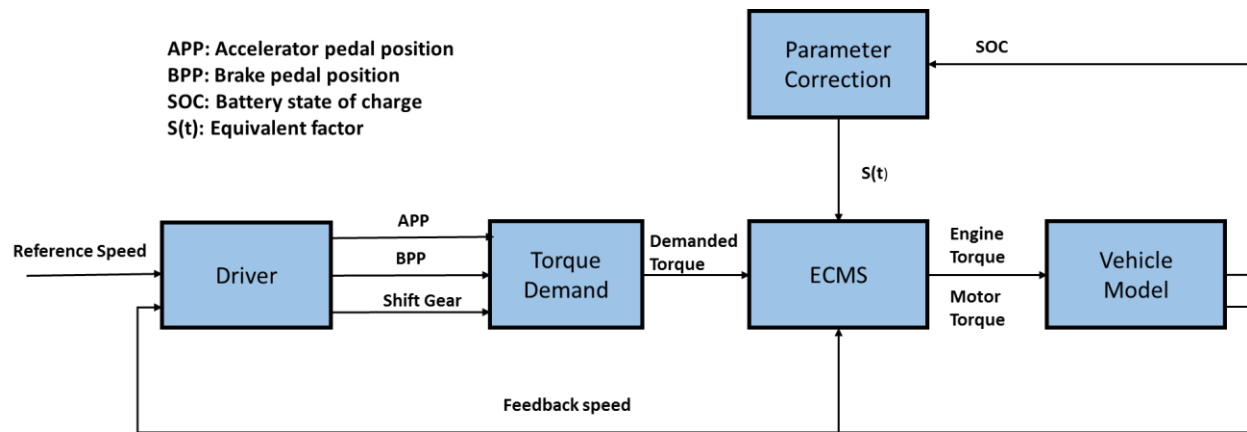 APP: Accelerator pedal position
BPP: Brake pedal position
SOC: Battery state of charge
S(t): Equivalent factor
Parameter
Correction
SOC
S(t)
Reference Speed
Driver
APP
BPP
Shift Gear
Torque
Demand
Demanded
Torque
ECMS
Engine
Torque
Motor
Torque
Vehicle
Model
Feedback speed